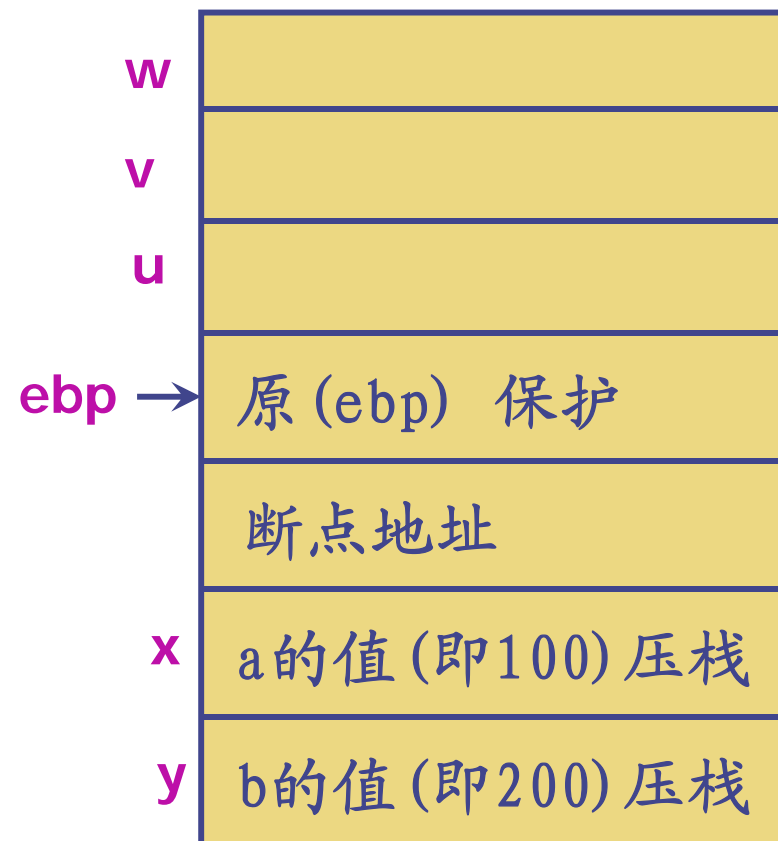 w
v
u
ebp 原(ebp) 保护
断点地址
x a的值(即100)压栈
y b的值(即200)压栈